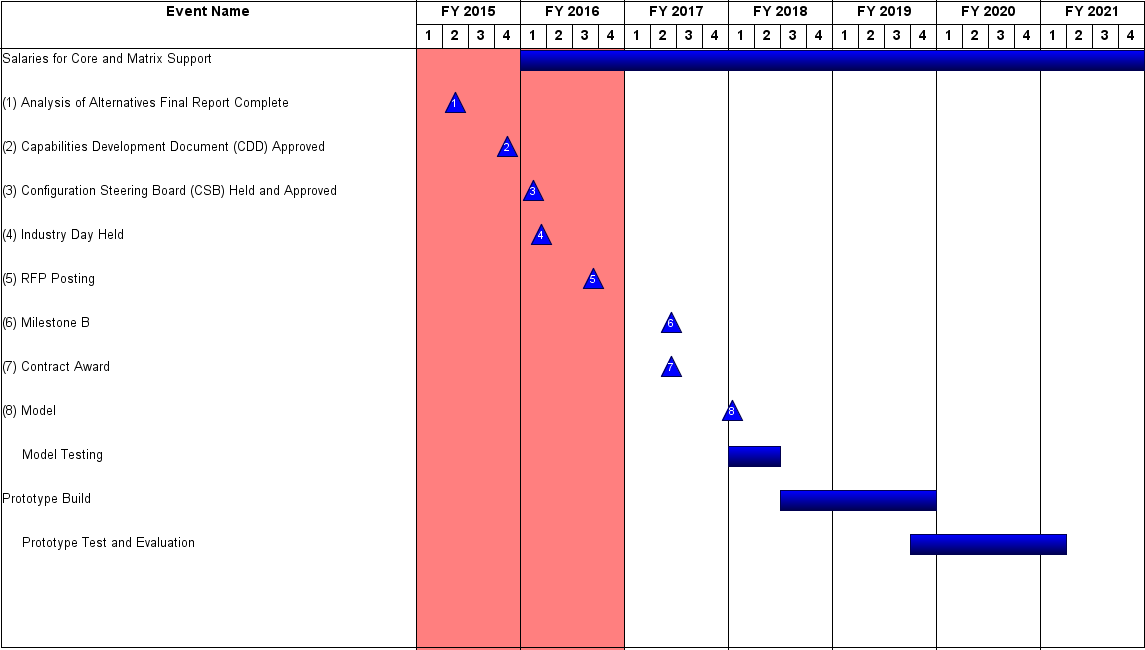 Event Name FY 2015 FY 2016 FY 2017 FY 2018 FY 2019 FY 2020 FY 2021
1 2 3 4 1 2 3 4 1 2 3 4 1 2 3 4 1 2 3 4 1 2 3 4 1 2 3 4
Salaries for Core and Matrix Support
(1) Analysis of Alternatives Final Report Complete 1
(2) Capabilities Development Document (CDD) Approved 2
(3) Configuration Steering Board (CSB) Held and Approved 3
(4) Industry Day Held 4
(5) RFP Posting 5
(6) Milestone B 6
(7) Contract Award 7
(8) Model 8
Model Testing
Prototype Build
Prototype Test and Evaluation